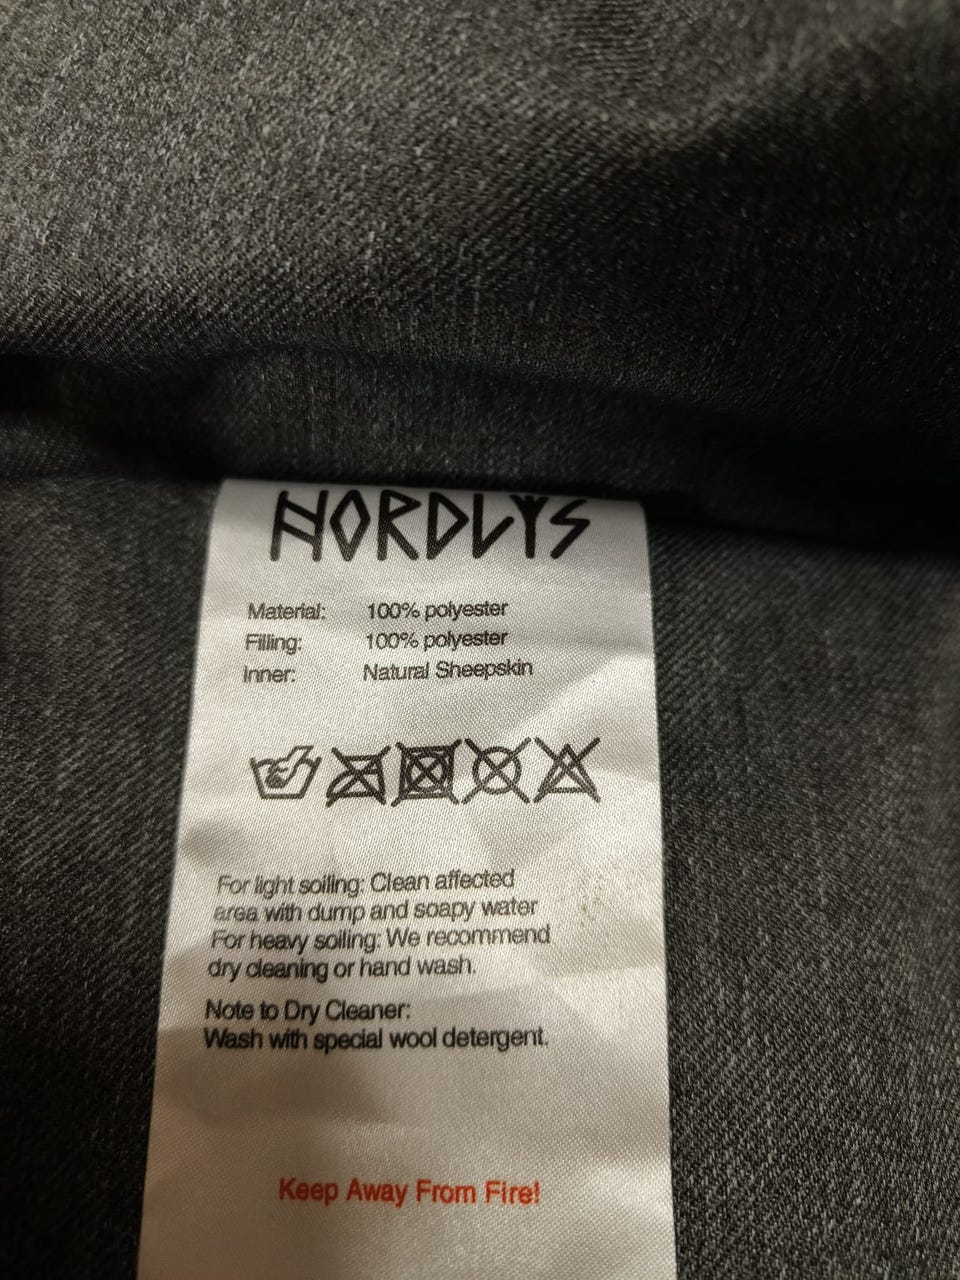 NORDLYS
Material: 100% polyester
Filling: 100% polyester
Inner: Natural Sheepskin
For light soiling: Clean affected
area with dump and soapy water
For heavy soiling: We recommend
dry cleaning or hand wash.
Note to Dry Cleaner:
Wash with special wool detergent.
Keep Away From Fire!